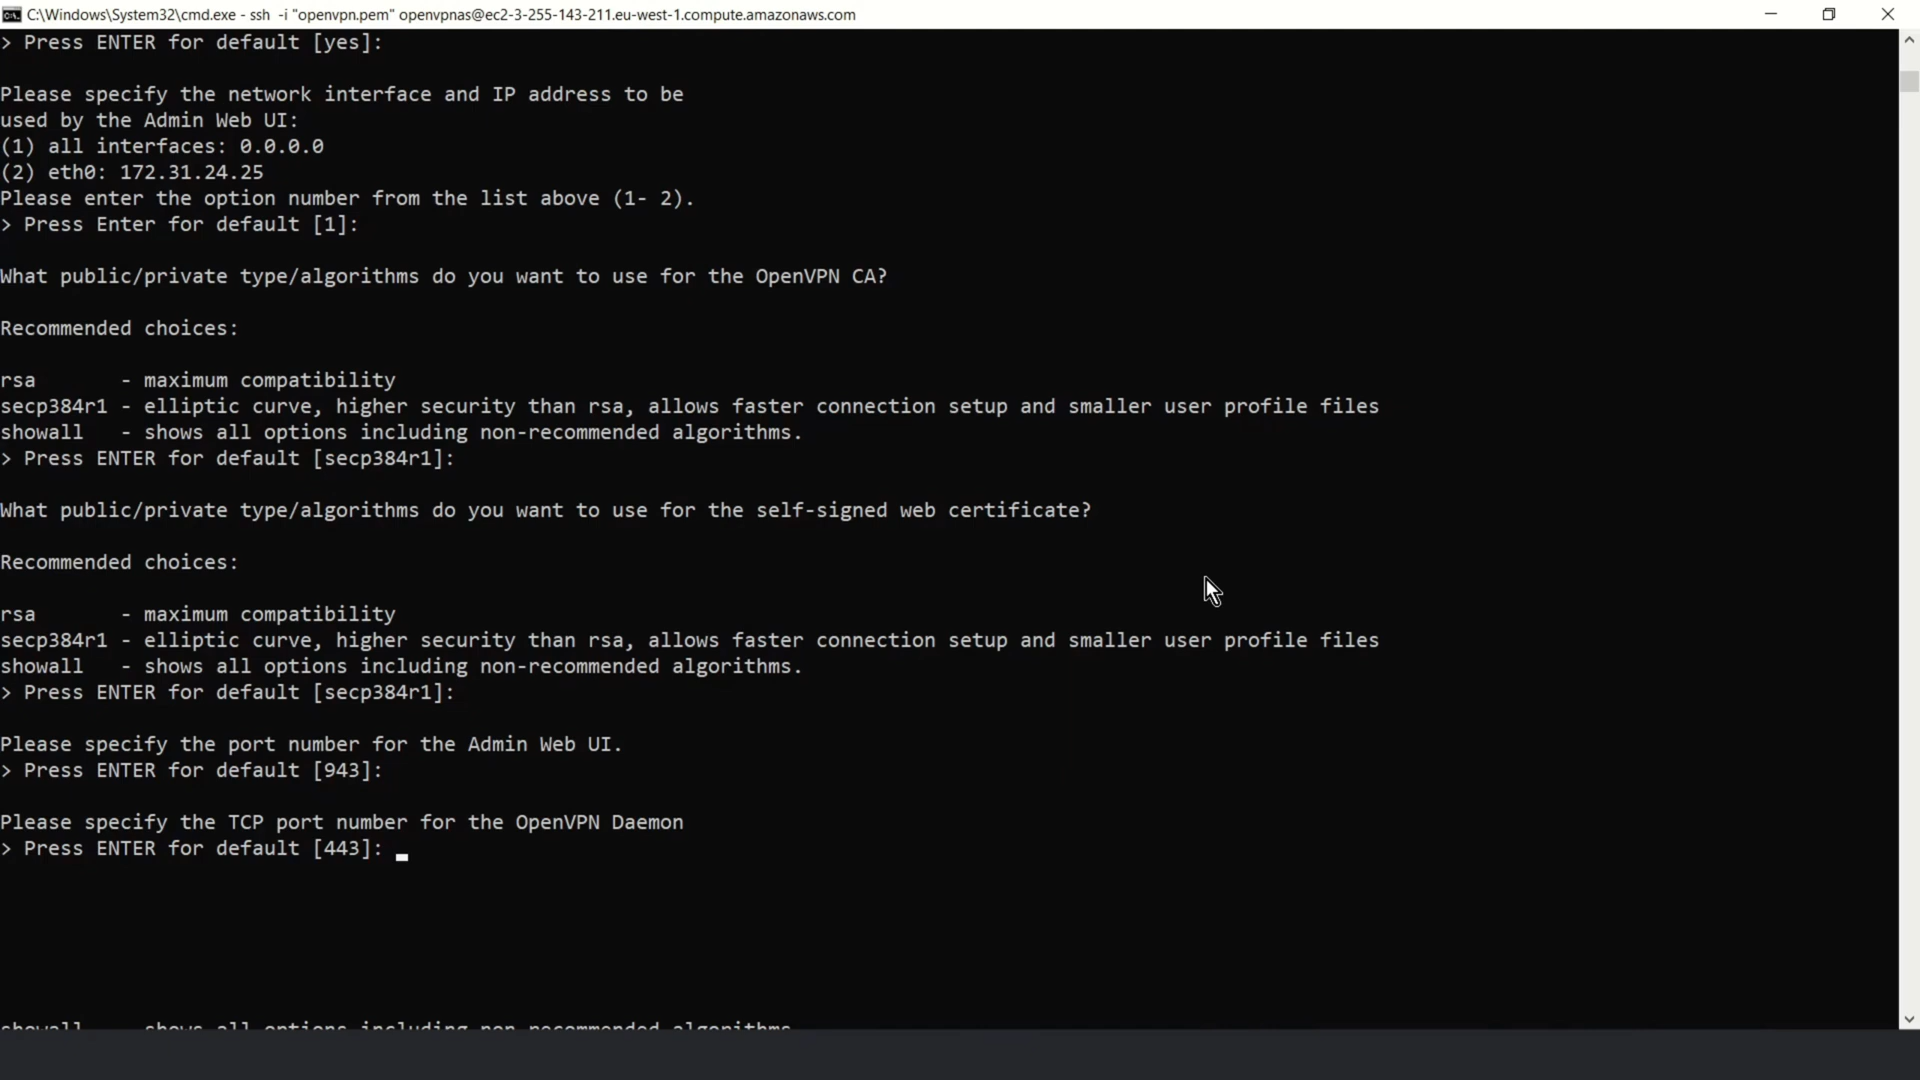 C:\Windows\System32\cmd.exe - ssh -i "openvpn.pem" openvpnas@ec2-3-255-143-211.eu-west-1.compute.amazonaws.com
> Press ENTER for default [yes]:
Please specify the network interface and IP address to be
used by the Admin Web UI:
(1) all interfaces: 0.0.0.0
(2) eth0: 172.31.24.25
Please enter the option number from the list above (1- 2).
> Press Enter for default [1]:
What public/private type/algorithms do you want to use for the OpenVPN CA?
Recommended choices:
rsa       - maximum compatibility
secp384r1 - elliptic curve, higher security than rsa, allows faster connection setup and smaller user profile files
showall   - shows all options including non-recommended algorithms.
> Press ENTER for default [secp384r1]:
What public/private type/algorithms do you want to use for the self-signed web certificate?
Recommended choices:
rsa       - maximum compatibility
secp384r1 - elliptic curve, higher security than rsa, allows faster connection setup and smaller user profile files
showall   - shows all options including non-recommended algorithms.
> Press ENTER for default [secp384r1]:
Please specify the port number for the Admin Web UI.
> Press ENTER for default [943]:
Please specify the TCP port number for the OpenVPN Daemon
> Press ENTER for default [443]:
showall   - shows all options including non-recommended algorithms.